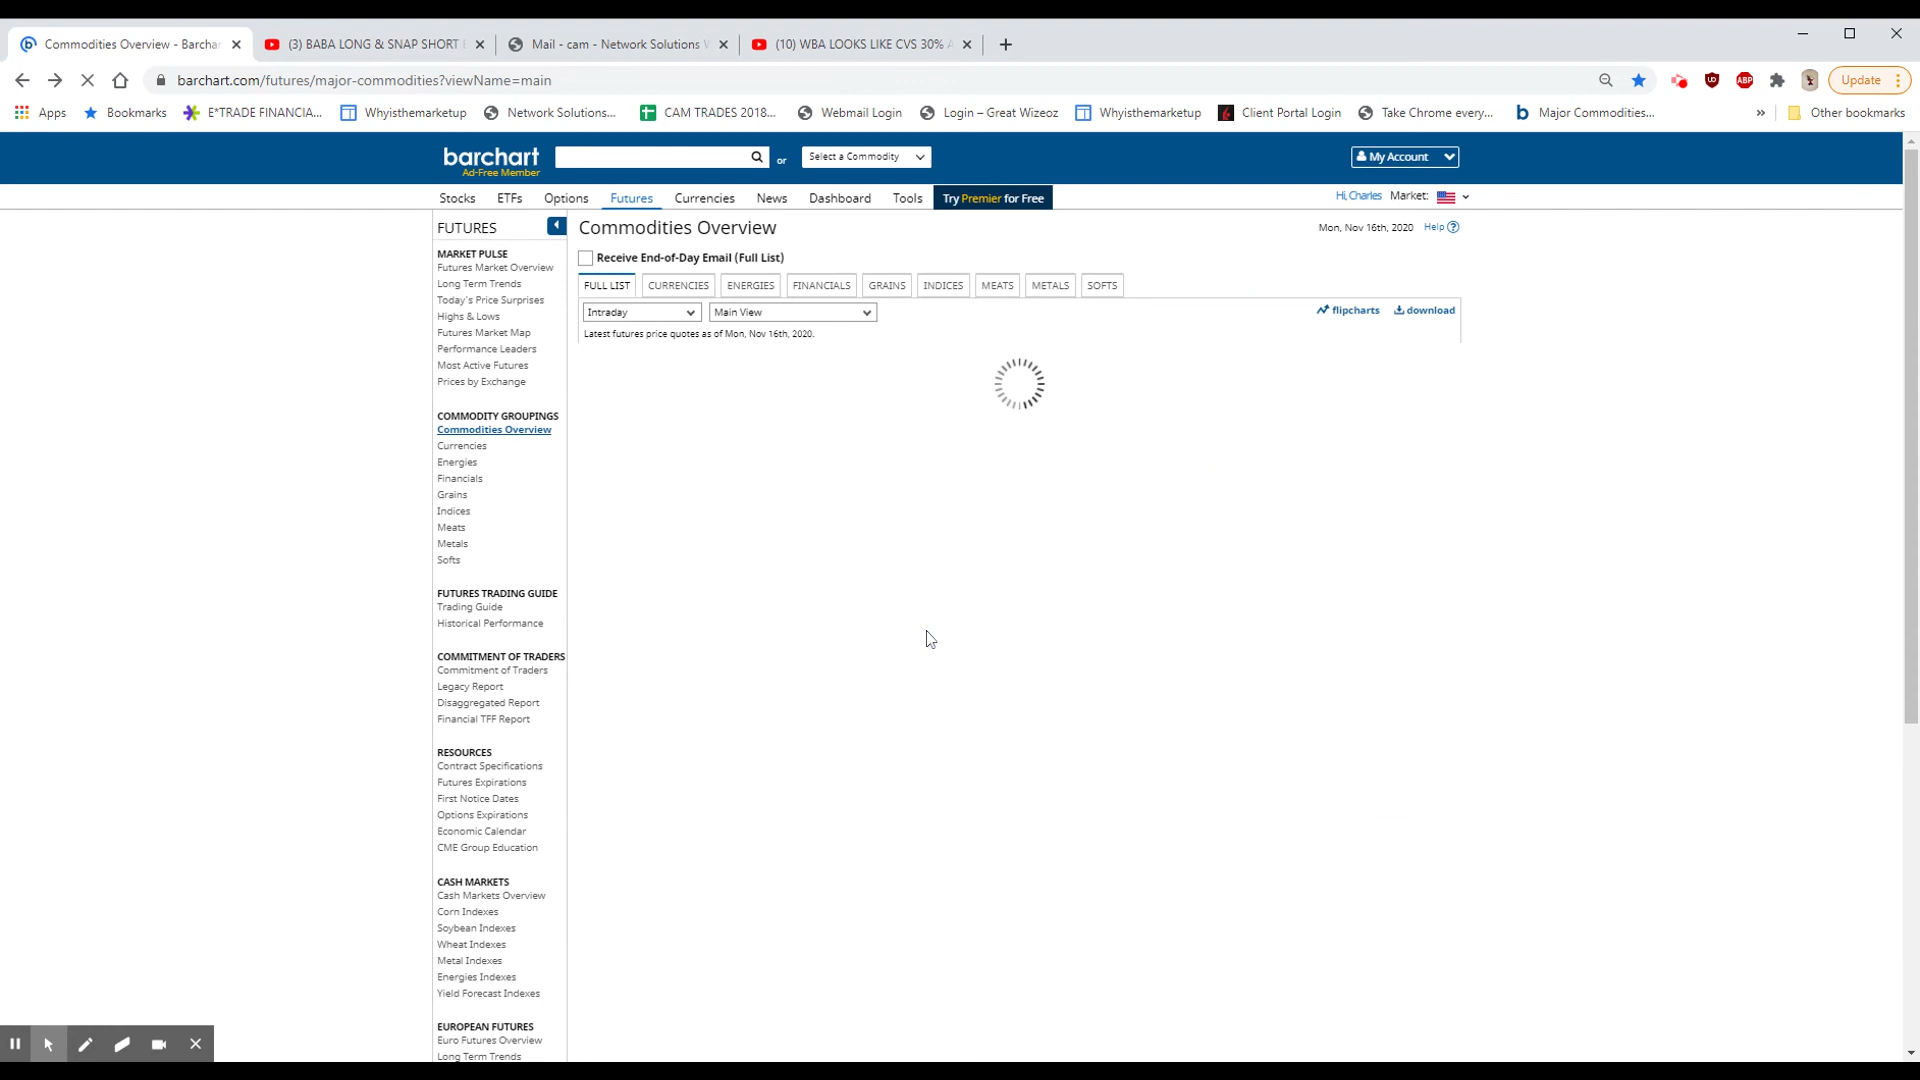 Commodities Overview - Barchar
(3) BABA LONG & SNAP SHORT
Mail - cam - Network Solutions W
(10) WBA LOOKS LIKE CVS 30% A
barchart.com/futures/major-commodities?viewName=main
Update
Apps
Bookmarks
E*TRADE FINANCIA...
Whyisthemarketup
Network Solutions...
CAM TRADES 2018...
Webmail Login
Login – Great Wizeoz
Whyisthemarketup
Client Portal Login
Take Chrome every...
Major Commodities...
»
Other bookmarks
barchart
Ad-Free Member
or
Select a Commodity
My Account
Stocks ETFs Options Futures Currencies News Dashboard Tools Try Premier for Free
Hi, Charles Market:
FUTURES
MARKET PULSE
Futures Market Overview
Long Term Trends
Today's Price Surprises
Highs & Lows
Futures Market Map
Performance Leaders
Most Active Futures
Prices by Exchange
COMMODITY GROUPINGS
Commodities Overview
Currencies
Energies
Financials
Grains
Indices
Meats
Metals
Softs
FUTURES TRADING GUIDE
Trading Guide
Historical Performance
COMMITMENT OF TRADERS
Commitment of Traders
Legacy Report
Disaggregated Report
Financial TFF Report
RESOURCES
Contract Specifications
Futures Expirations
First Notice Dates
Options Expirations
Economic Calendar
CME Group Education
CASH MARKETS
Cash Markets Overview
Corn Indexes
Soybean Indexes
Wheat Indexes
Metal Indexes
Energies Indexes
Yield Forecast Indexes
EUROPEAN FUTURES
Euro Futures Overview
Long Term Trends
Commodities Overview
Mon, Nov 16th, 2020 Help ?
Receive End-of-Day Email (Full List)
FULL LIST CURRENCIES ENERGIES FINANCIALS GRAINS INDICES MEATS METALS SOFTS
Intraday Main View
flipcharts download
Latest futures price quotes as of Mon, Nov 16th, 2020.